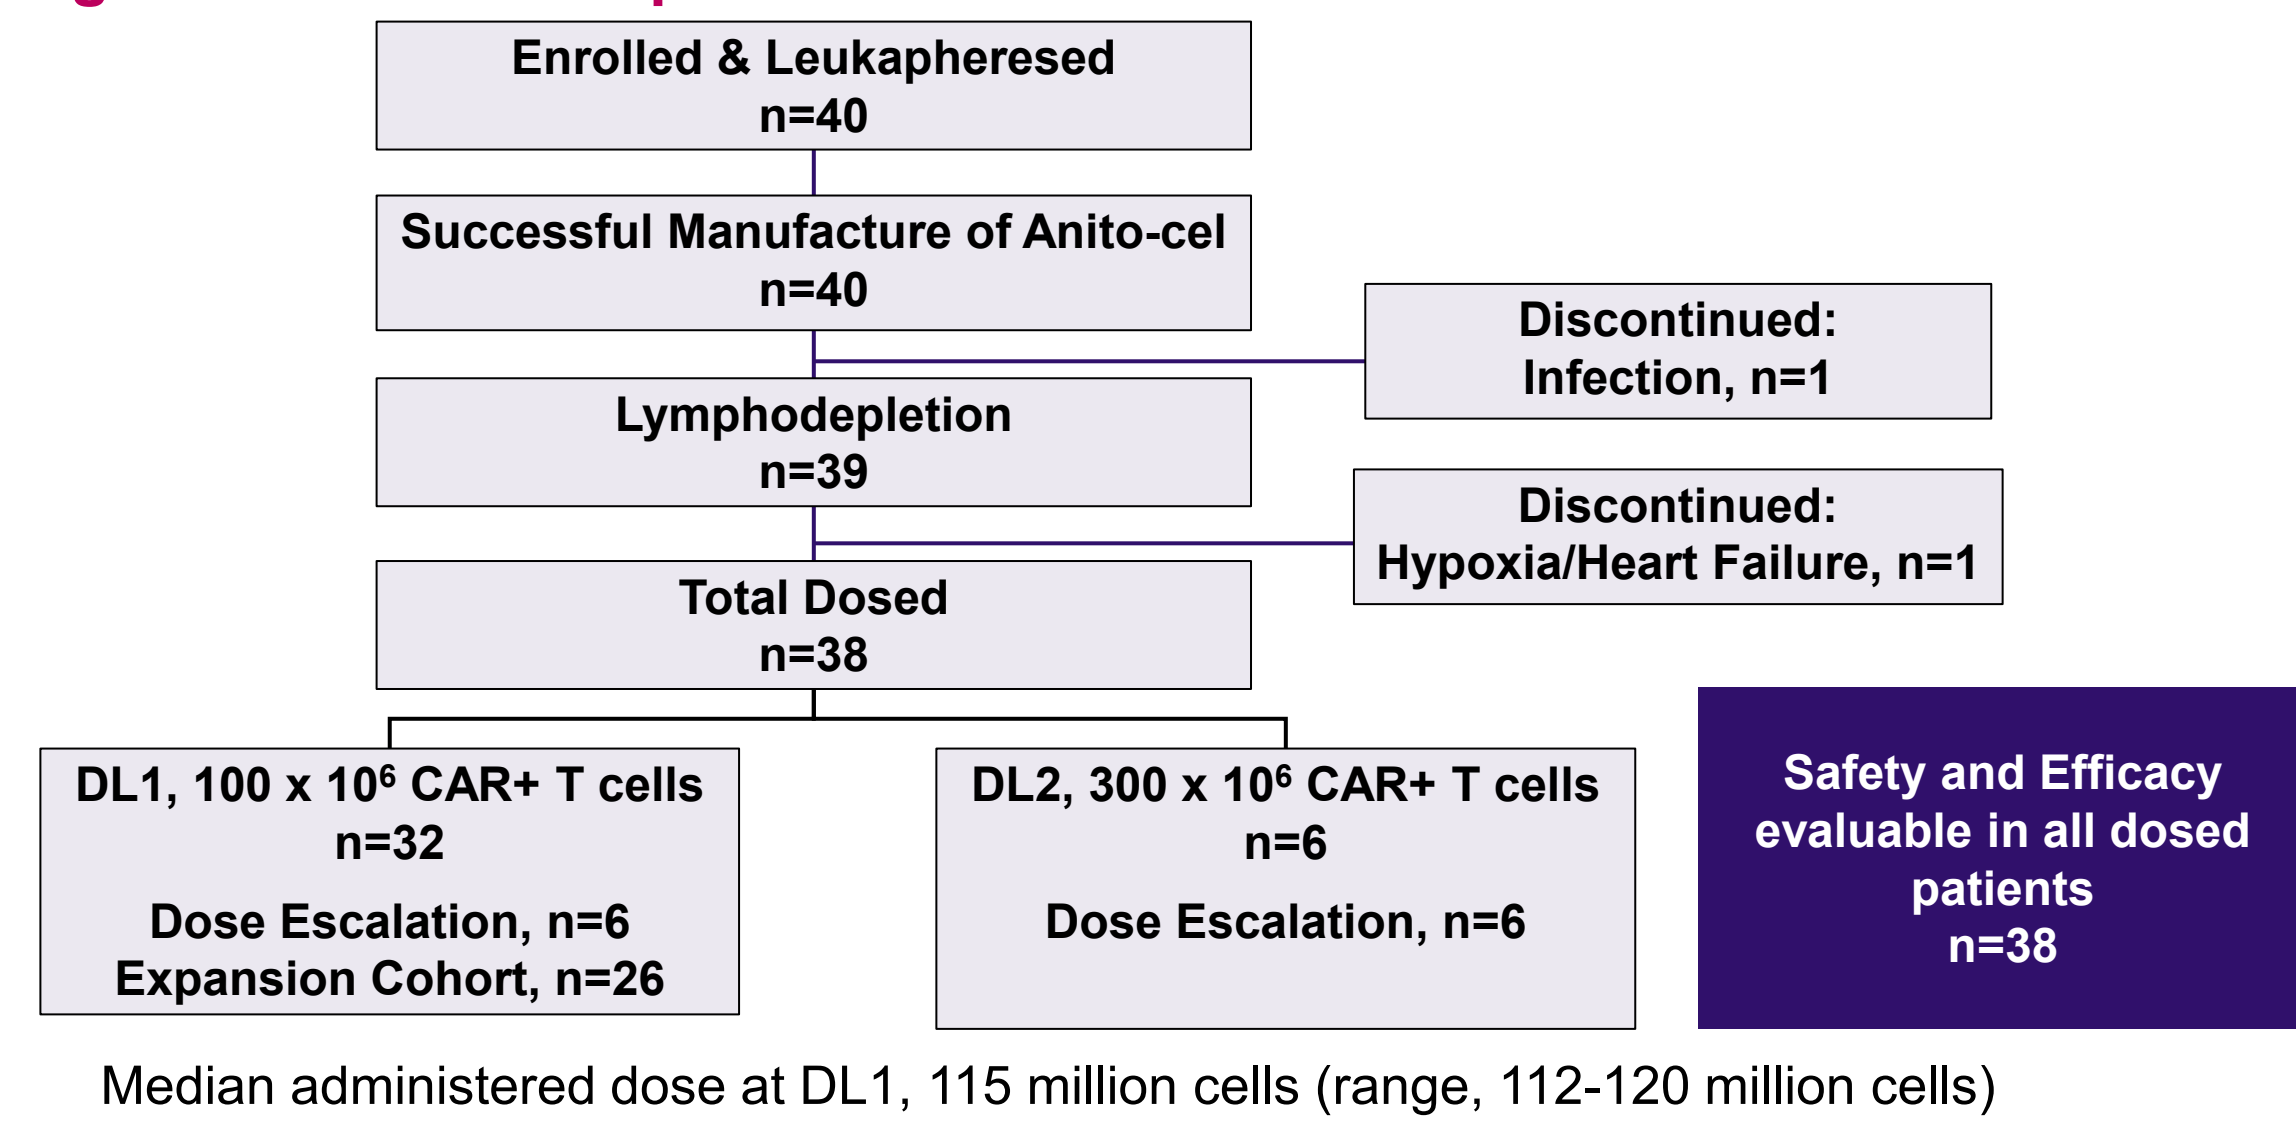 Enrolled & Leukapheresed
n=40
Successful Manufacture of Anito-cel
n=40
Discontinued:
Infection, n=1
Lymphodepletion
n=39
Discontinued:
Hypoxia/Heart Failure, n=1
Total Dosed
n=38
DL1, 100 x 10⁶ CAR+ T cells
n=32
Dose Escalation, n=6
Expansion Cohort, n=26
DL2, 300 x 10⁶ CAR+ T cells
n=6
Dose Escalation, n=6
Safety and Efficacy
evaluable in all dosed
patients
n=38
Median administered dose at DL1, 115 million cells (range, 112-120 million cells)